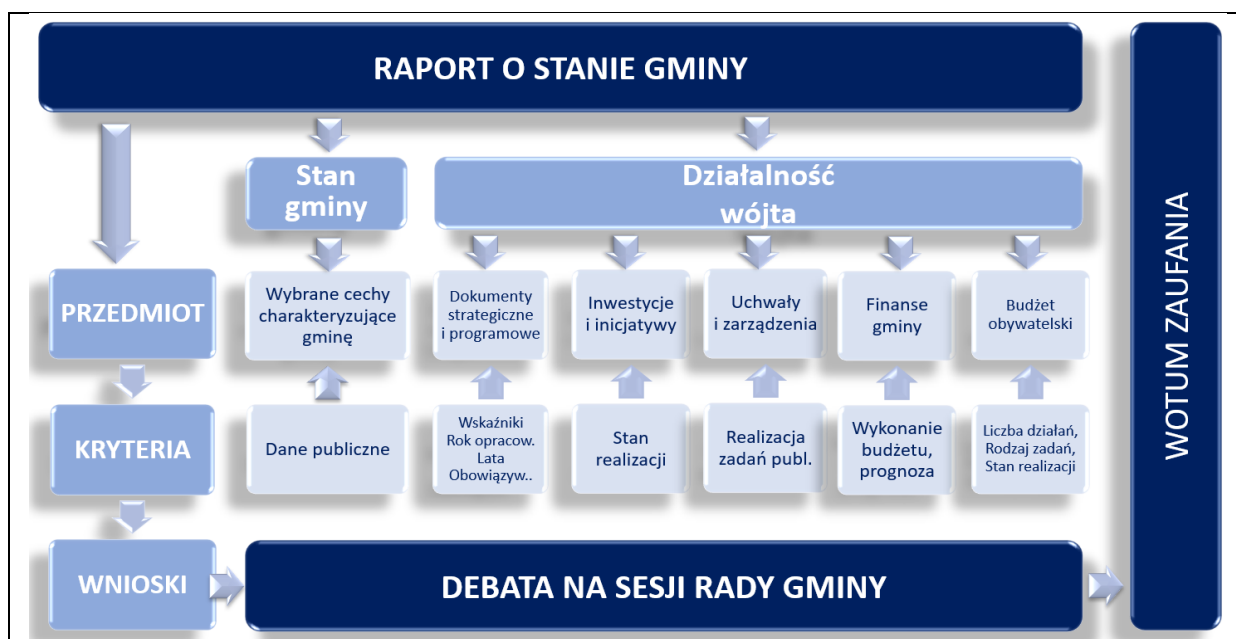 RAPORT O STANIE GMINY
Stan
gminy
Działalność
wójta
PRZEDMIOT
Wybrane cechy
charakteryzujące
gminę
Dokumenty
strategiczne
i programowe
Inwestycje
i inicjatywy
Uchwały
i zarządzenia
Finanse
gminy
Budżet
obywatelski
KRYTERIA
Dane publiczne
Wskaźniki
Rok opracow.
Lata
Obowiązyw..
Stan
realizacji
Realizacja
zadań publ.
Wykonanie
budżetu,
prognoza
Liczba działań,
Rodzaj zadań,
Stan realizacji
WNIOSKI
DEBATA NA SESJI RADY GMINY
WOTUM ZAUFANIA